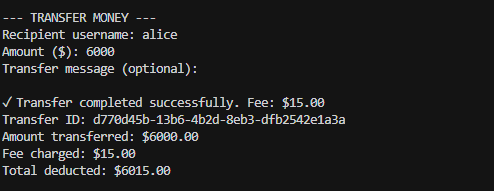 --- TRANSFER MONEY ---
Recipient username: alice
Amount ($): 6000
Transfer message (optional):
✓ Transfer completed successfully. Fee: $15.00
Transfer ID: d770d45b-13b6-4b2d-8eb3-dfb2542e1a3a
Amount transferred: $6000.00
Fee charged: $15.00
Total deducted: $6015.00